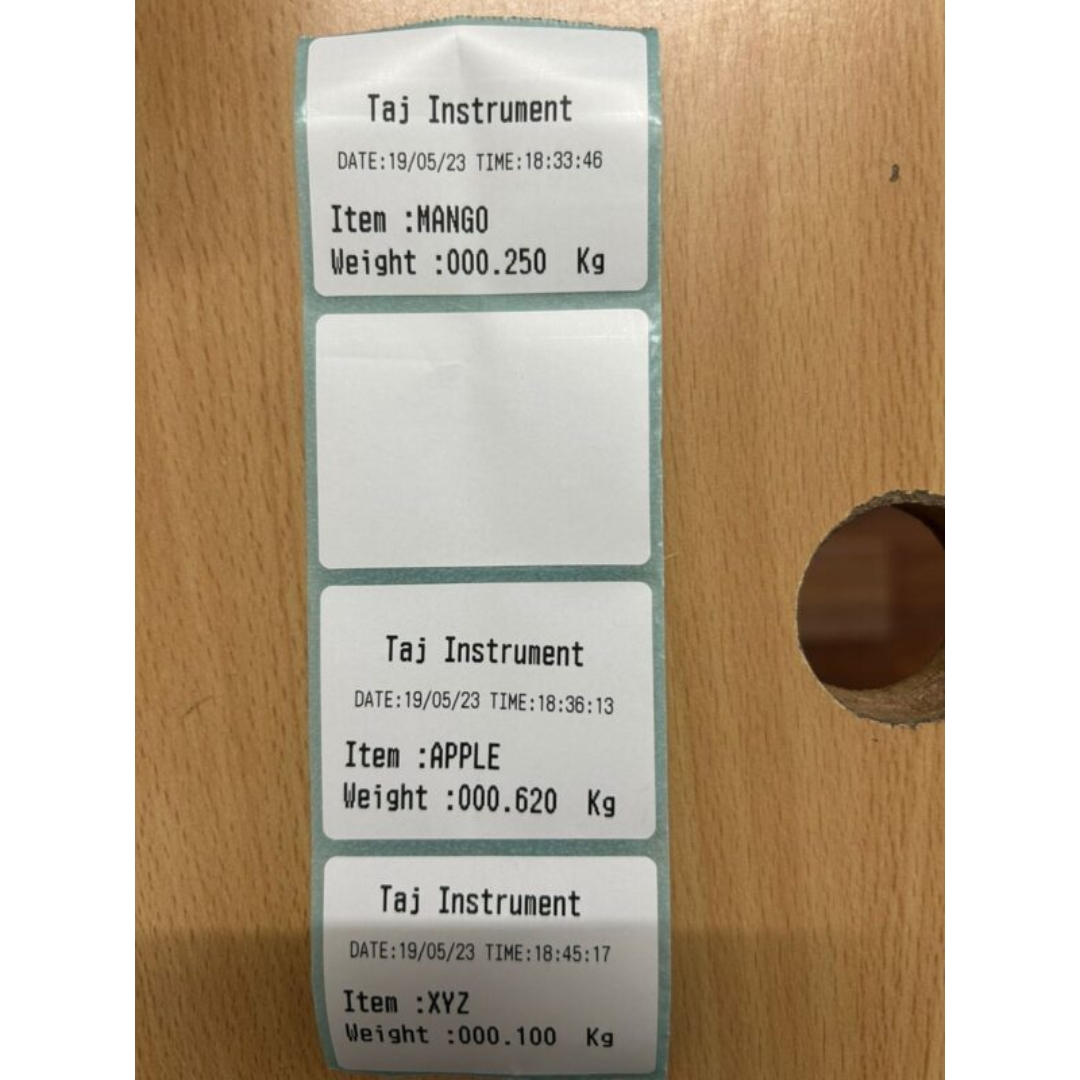 Taj Instrument
DATE:19/05/23 TIME:18:33:46
Item :MANGO
Weight :000.250 Kg
Taj Instrument
DATE:19/05/23 TIME:18:36:13
Item :APPLE
Weight :000.620 Kg
Taj Instrument
DATE:19/05/23 TIME:18:45:17
Item :XYZ
Weight :000.100 Kg